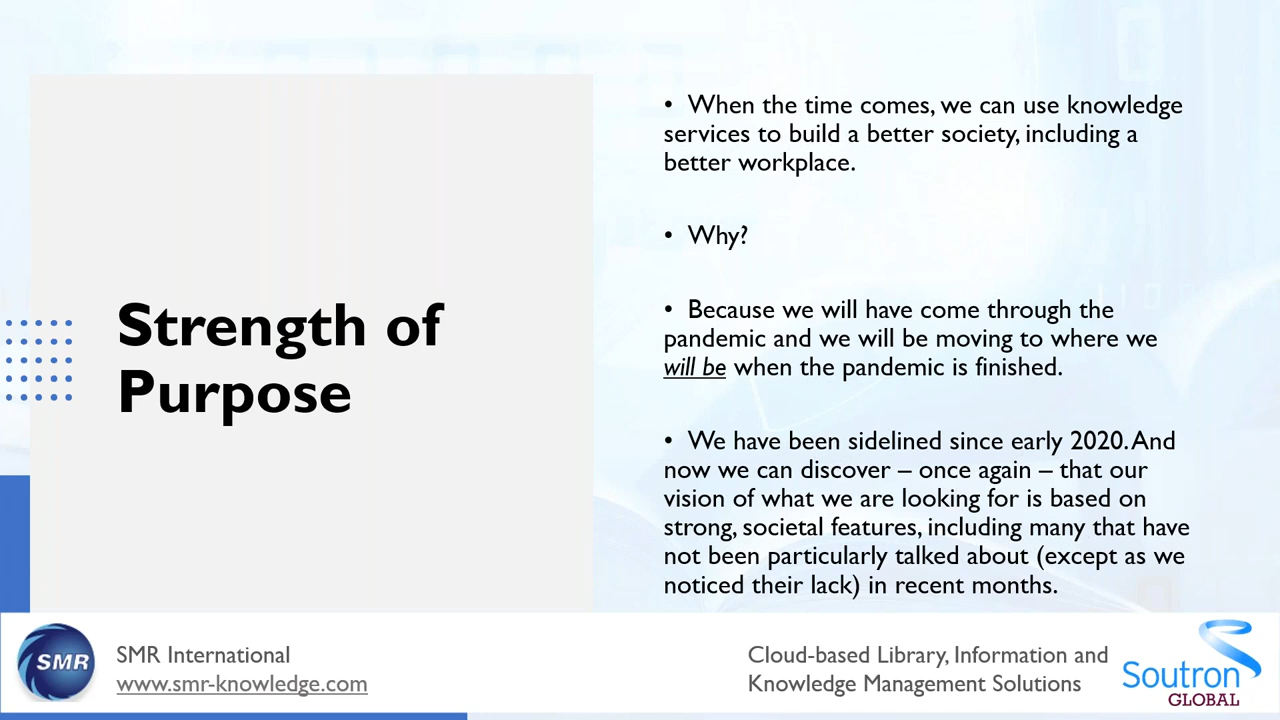 Strength of
Purpose
• When the time comes, we can use knowledge
services to build a better society, including a
better workplace.
• Why?
• Because we will have come through the
pandemic and we will be moving to where we
will be when the pandemic is finished.
• We have been sidelined since early 2020. And
now we can discover – once again – that our
vision of what we are looking for is based on
strong, societal features, including many that have
not been particularly talked about (except as we
noticed their lack) in recent months.
SMR
SMR International
www.smr-knowledge.com
Cloud-based Library, Information and
Knowledge Management Solutions
Soutron
GLOBAL